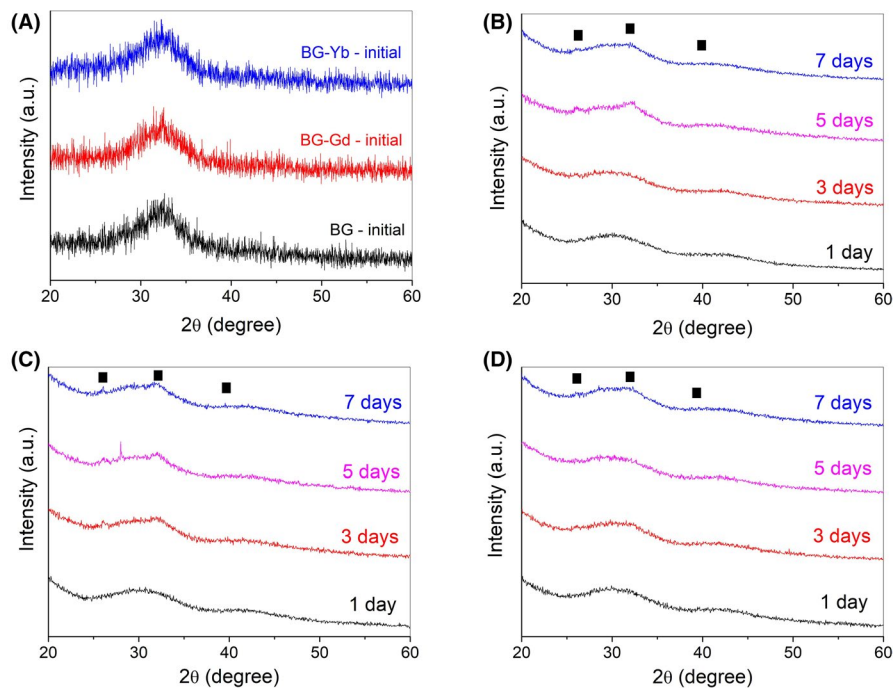 (A)
Intensity (a.u.)
BG-Yb - initial
BG-Gd - initial
BG - initial
20 30 40 50 60
2θ (degree)
(B)
Intensity (a.u.)
7 days
5 days
3 days
1 day
20 30 40 50 60
2θ (degree)
(C)
Intensity (a.u.)
7 days
5 days
3 days
1 day
20 30 40 50 60
2θ (degree)
(D)
Intensity (a.u.)
7 days
5 days
3 days
1 day
20 30 40 50 60
2θ (degree)